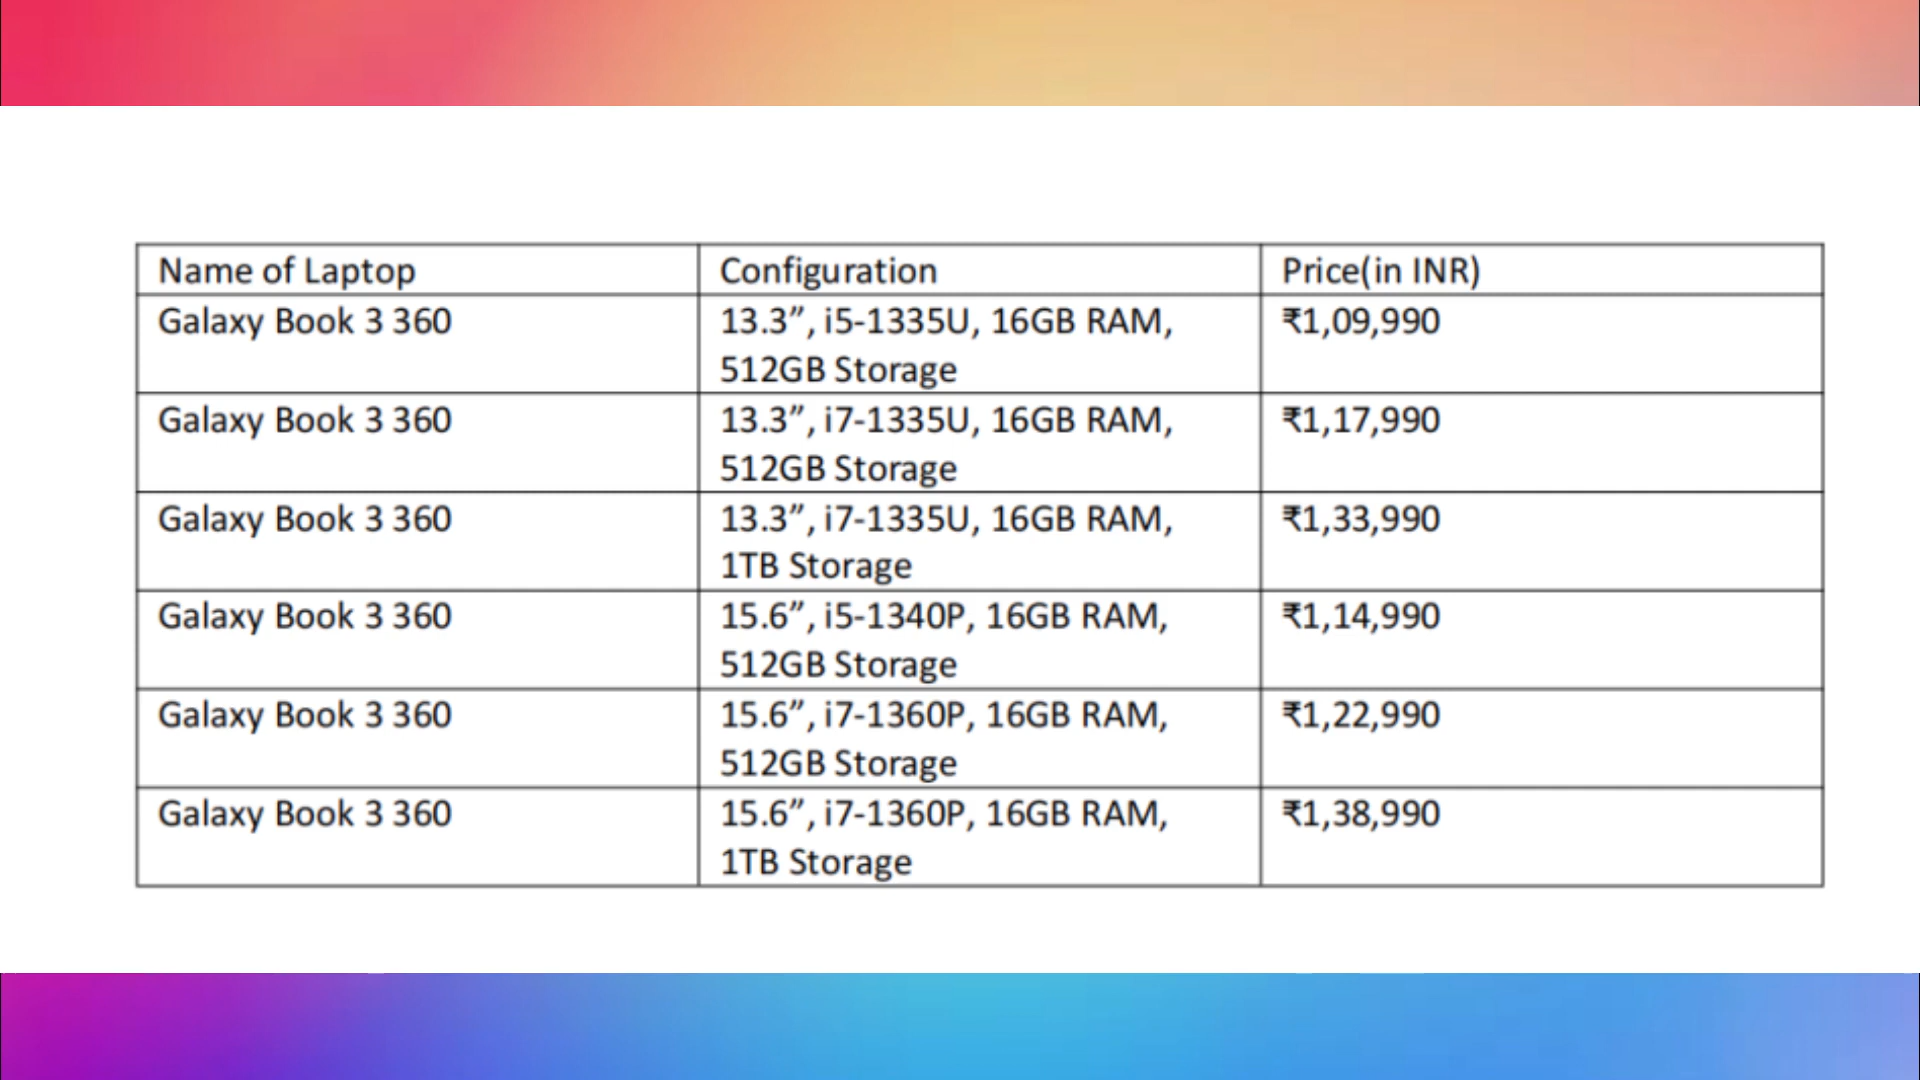 Name of Laptop Configuration Price(in INR)
Galaxy Book 3 360 13.3”, i5-1335U, 16GB RAM, ₹1,09,990
512GB Storage
Galaxy Book 3 360 13.3”, i7-1335U, 16GB RAM, ₹1,17,990
512GB Storage
Galaxy Book 3 360 13.3”, i7-1335U, 16GB RAM, ₹1,33,990
1TB Storage
Galaxy Book 3 360 15.6”, i5-1340P, 16GB RAM, ₹1,14,990
512GB Storage
Galaxy Book 3 360 15.6”, i7-1360P, 16GB RAM, ₹1,22,990
512GB Storage
Galaxy Book 3 360 15.6”, i7-1360P, 16GB RAM, ₹1,38,990
1TB Storage